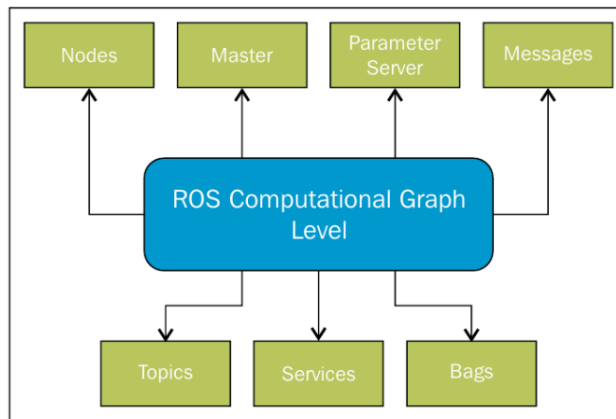 Nodes
Master
Parameter
Server
Messages
ROS Computational Graph
Level
Topics
Services
Bags